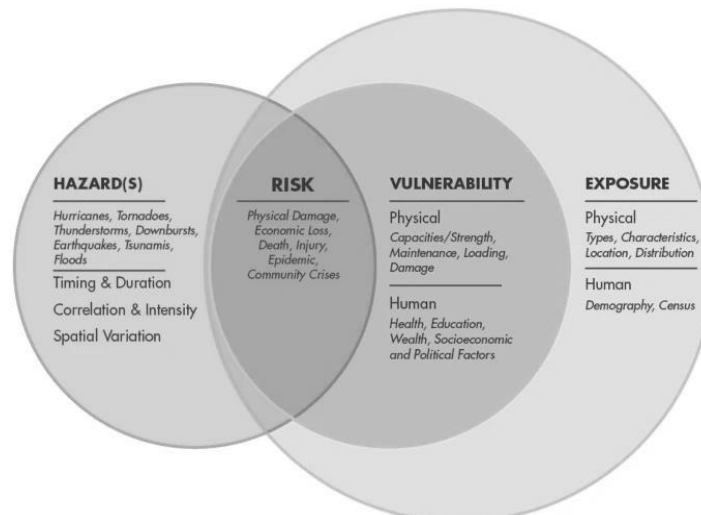 HAZARD(S)
Hurricanes, Tornadoes,
Thunderstorms, Downbursts,
Earthquakes, Tsunamis,
Floods
Timing & Duration
Correlation & Intensity
Spatial Variation
RISK
Physical Damage,
Economic Loss,
Death, Injury,
Epidemic,
Community Crises
VULNERABILITY
Physical
Capacities/Strength,
Maintenance, Loading,
Damage
Human
Health, Education,
Wealth, Socioeconomic
and Political Factors
EXPOSURE
Physical
Types, Characteristics,
Location, Distribution
Human
Demography, Census